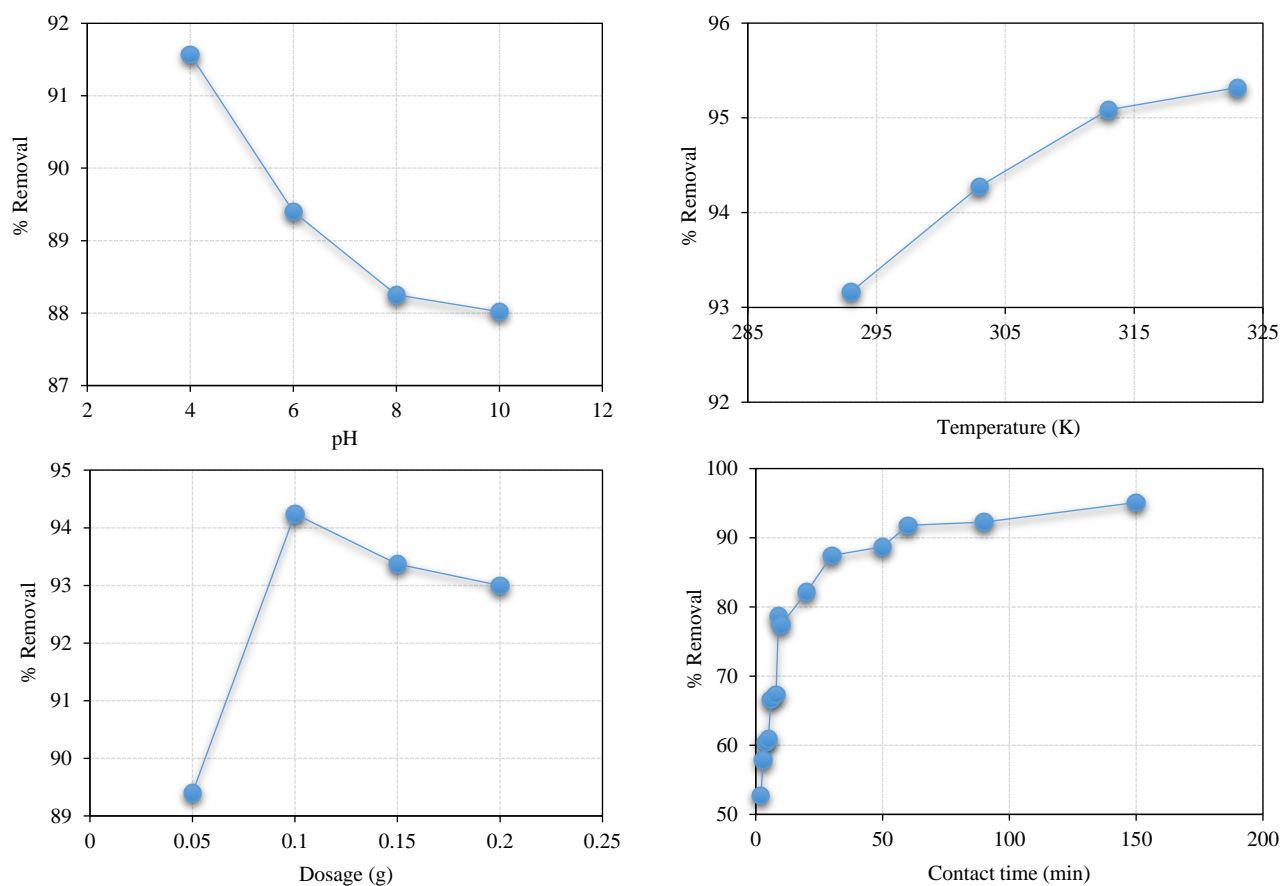 92
91
90
89
88
87
% Removal
2 4 6 8 10 12
pH
96
95
94
93
92
% Removal
285 295 305 315 325
Temperature (K)
95
94
93
92
91
90
89
% Removal
0 0.05 0.1 0.15 0.2 0.25
Dosage (g)
100
90
80
70
60
50
% Removal
0 50 100 150 200
Contact time (min)